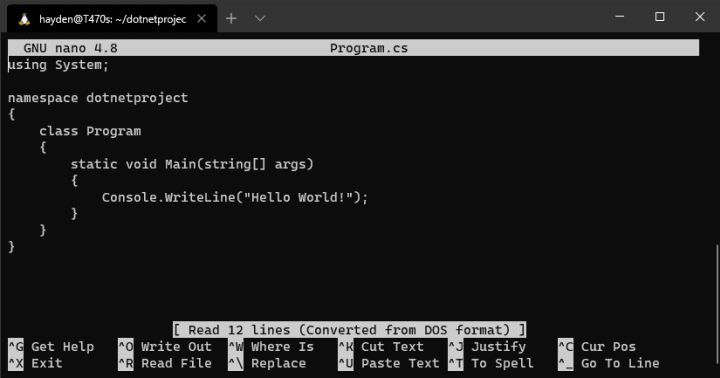 hayden@T470s: ~/dotnetprojec
GNU nano 4.8 Program.cs
using System;
namespace dotnetproject
{
    class Program
    {
        static void Main(string[] args)
        {
            Console.WriteLine("Hello World!");
        }
    }
}
[ Read 12 lines (Converted from DOS format) ]
^G Get Help ^O Write Out ^W Where Is ^K Cut Text ^J Justify ^C Cur Pos
^X Exit ^R Read File ^\ Replace ^U Paste Text ^T To Spell ^_ Go To Line